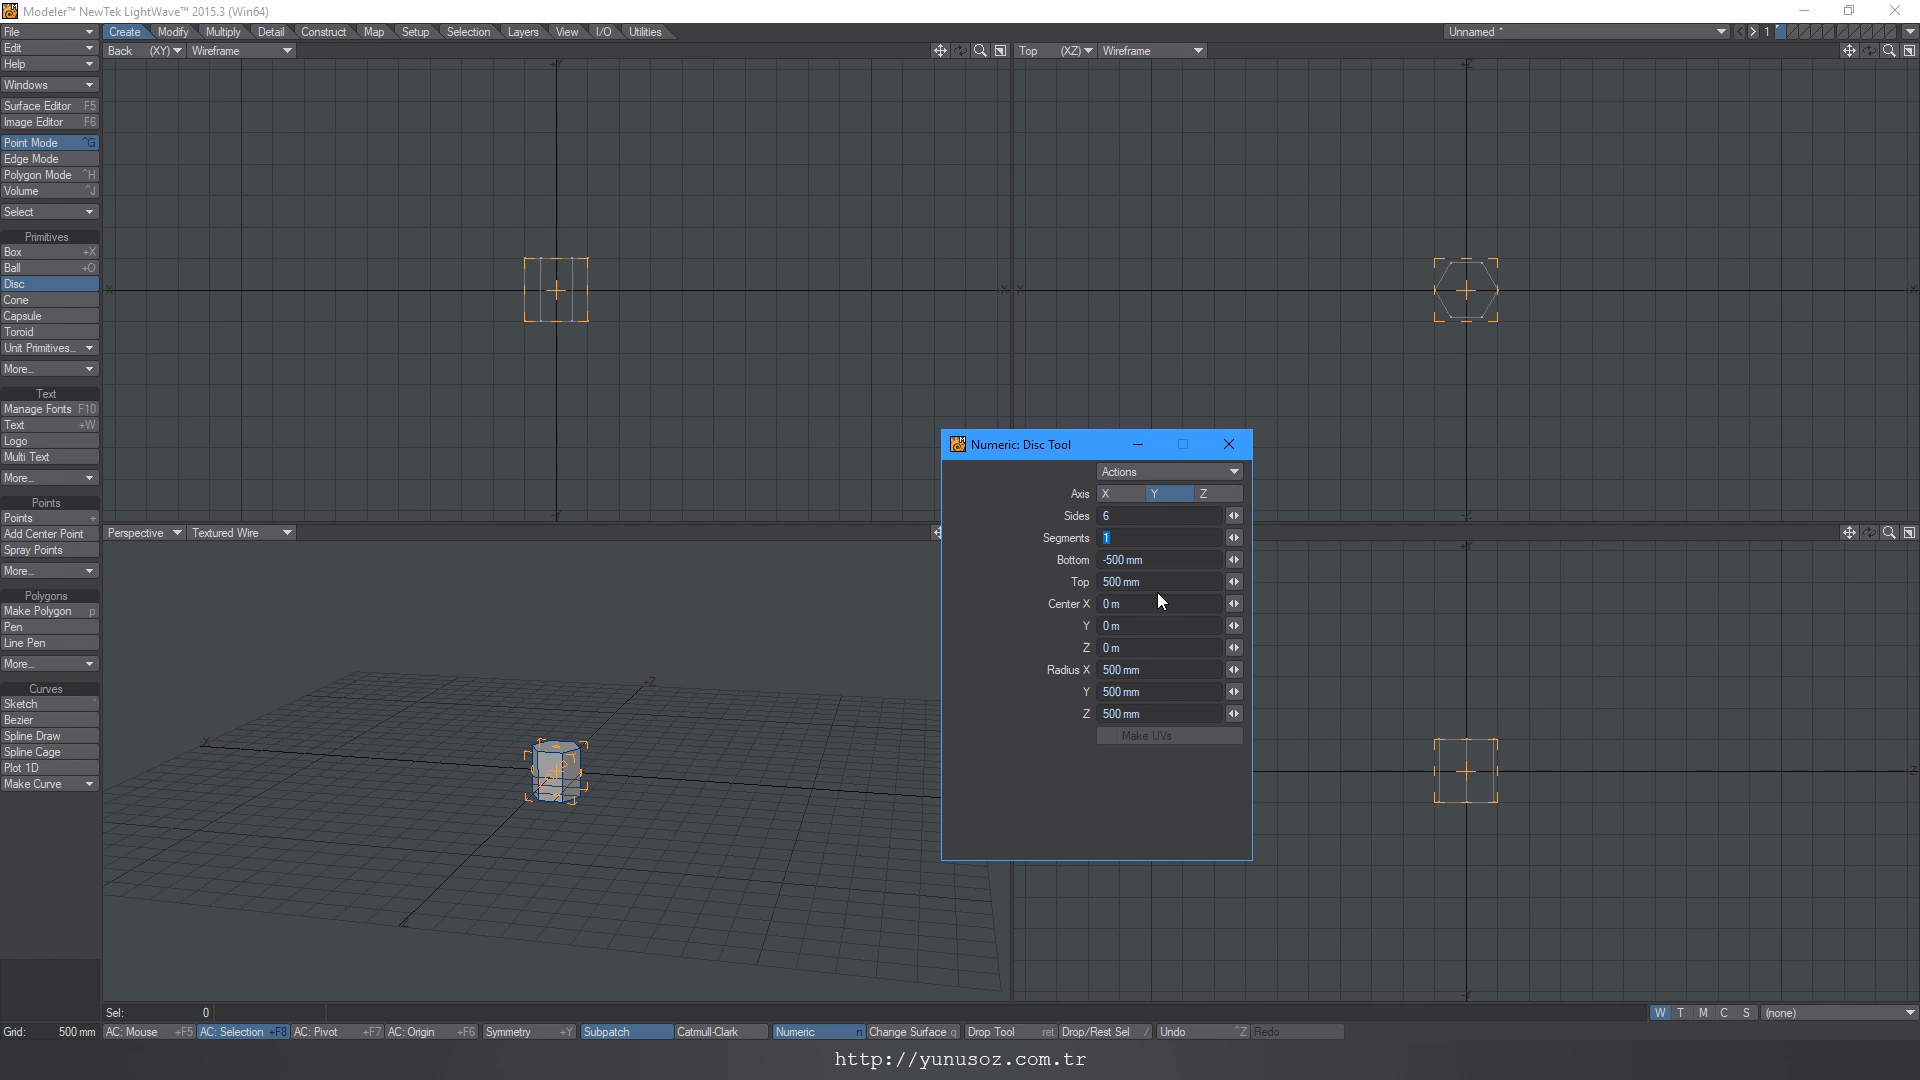 Modeler™ NewTek LightWave™ 2015.3 (Win64)
File Create Modify Multiply Detail Construct Map Setup Selection Layers View I/O Utilities Unnamed * 1
Edit Back (XY) Wireframe Top (XZ) Wireframe
Help
Windows
Surface Editor F5
Image Editor F6
Point Mode ^G
Edge Mode
Polygon Mode ^H
Volume ^J
Select
Primitives
Box +X
Ball +O
Disc
Cone
Capsule
Toroid
Unit Primitives...
More...
Text
Manage Fonts F10
Text +W
Logo
Multi Text
More...
Points
Points +
Add Center Point
Spray Points
More...
Polygons
Make Polygon p
Pen
Line Pen
More...
Curves
Sketch
Bezier
Spline Draw
Spline Cage
Plot 1D
Make Curve
Perspective Textured Wire
+Z
Numeric: Disc Tool
Actions
Axis X Y Z
Sides 6
Segments 1
Bottom -500 mm
Top 500 mm
Center X 0 m
Y 0 m
Z 0 m
Radius X 500 mm
Y 500 mm
Z 500 mm
Make UVs
Sel: 0 W T M C S (none)
Grid: 500 mm AC: Mouse +F5 AC: Selection +F8 AC: Pivot +F7 AC: Origin +F6 Symmetry +Y Subpatch Catmull-Clark Numeric n Change Surface q Drop Tool ret Drop/Rest Sel / Undo ^Z Redo
http://yunusoz.com.tr